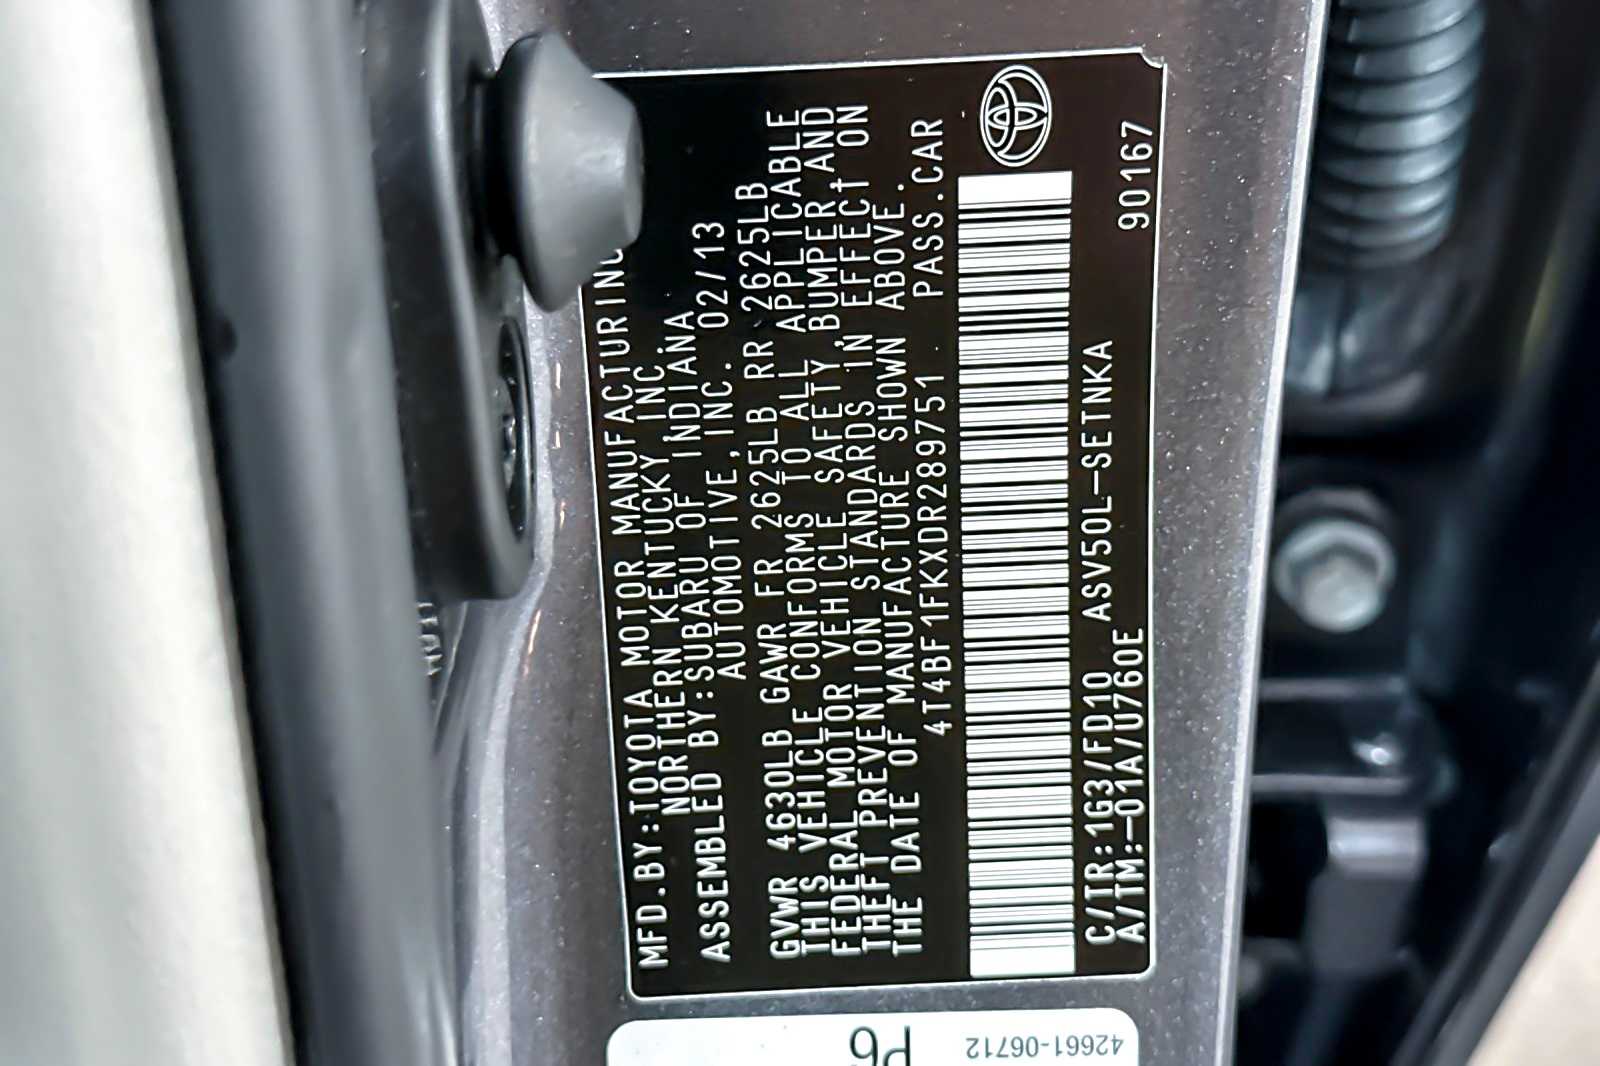 MFD.BY:TOYOTA MOTOR MANUFACTURING
NORTHERN KENTUCKY, INC.
ASSEMBLED BY:SUBARU OF INDIANA
AUTOMOTIVE, INC. 02/13
GVWR 4630LB GAWR FR 2625LB RR 2625LB
THIS VEHICLE CONFORMS TO ALL APPLICABLE
FEDERAL MOTOR VEHICLE SAFETY, BUMPER, AND
THEFT PREVENTION STANDARDS IN EFFECT ON
THE DATE OF MANUFACTURE SHOWN ABOVE.
4T4BF1FKXDR289751 PASS.CAR
C/TR:1G3/FD10 ASV50L-SETNKA 90167
A/TM:-01A/U760E
42661-06712
P6